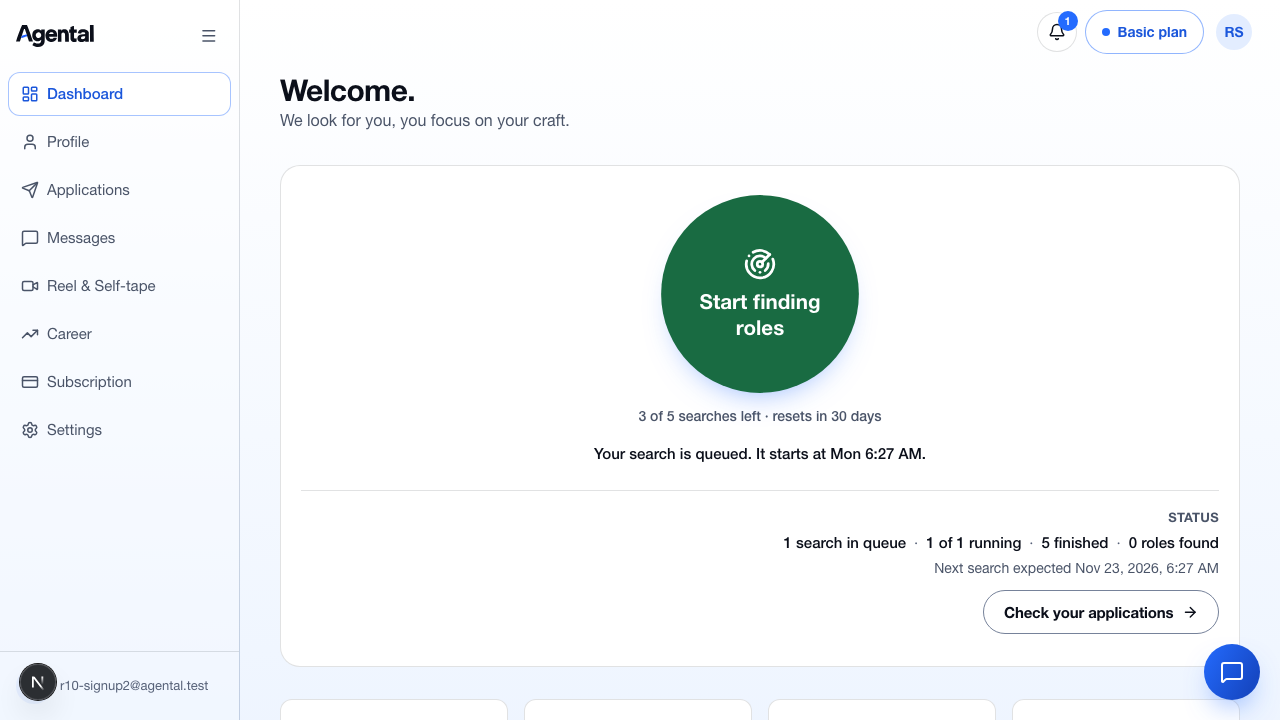 Agental
1
Basic plan
RS
Dashboard
Profile
Applications
Messages
Reel & Self-tape
Career
Subscription
Settings
N
r10-signup2@agental.test
Welcome.
We look for you, you focus on your craft.
Start finding
roles
3 of 5 searches left · resets in 30 days
Your search is queued. It starts at Mon 6:27 AM.
STATUS
1 search in queue · 1 of 1 running · 5 finished · 0 roles found
Next search expected Nov 23, 2026, 6:27 AM
Check your applications